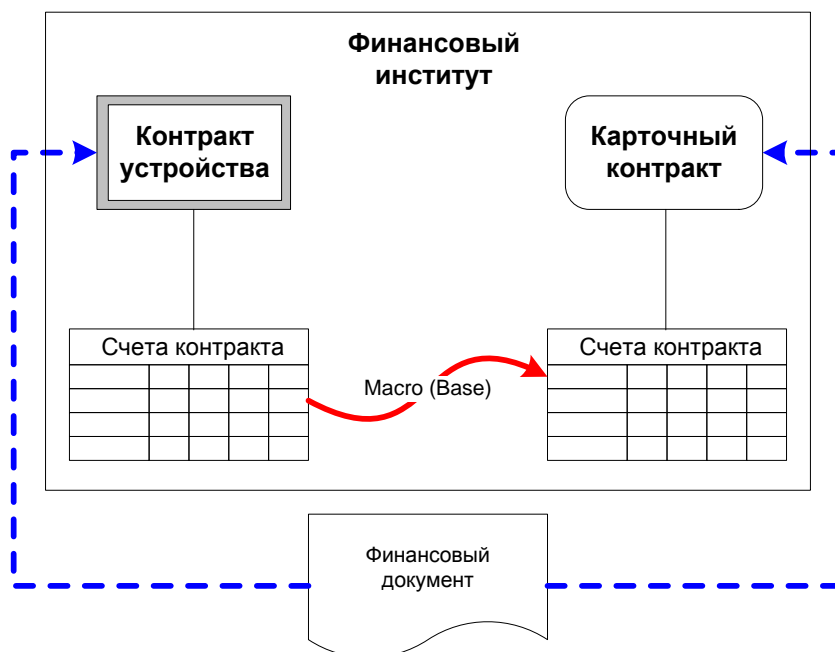 Финансовый
институт
Контракт
устройства
Карточный
контракт
Счета контракта
Счета контракта
Macro (Base)
Финансовый
документ